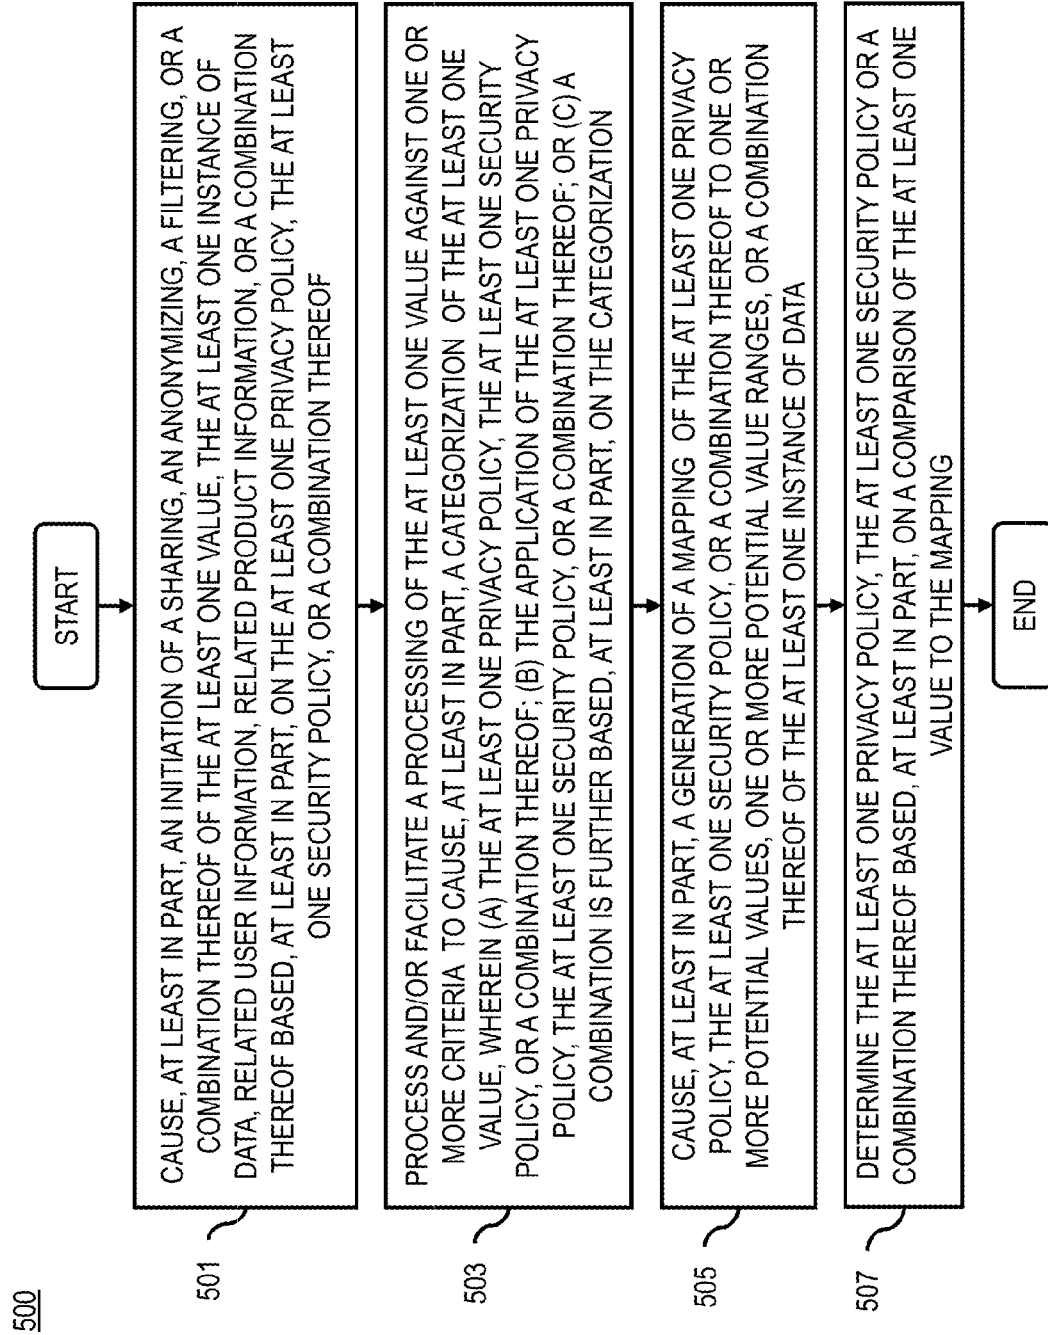 500
START
501
CAUSE, AT LEAST IN PART, AN INITIATION OF A SHARING, AN ANONYMIZING, A FILTERING, OR A
COMBINATION THEREOF OF THE AT LEAST ONE VALUE, THE AT LEAST ONE INSTANCE OF
DATA, RELATED USER INFORMATION, RELATED PRODUCT INFORMATION, OR A COMBINATION
THEREOF BASED, AT LEAST IN PART, ON THE AT LEAST ONE PRIVACY POLICY, THE AT LEAST
ONE SECURITY POLICY, OR A COMBINATION THEREOF
503
PROCESS AND/OR FACILITATE A PROCESSING OF THE AT LEAST ONE VALUE AGAINST ONE OR
MORE CRITERIA TO CAUSE, AT LEAST IN PART, A CATEGORIZATION OF THE AT LEAST ONE
VALUE, WHEREIN (A) THE AT LEAST ONE PRIVACY POLICY, THE AT LEAST ONE SECURITY
POLICY, OR A COMBINATION THEREOF; (B) THE APPLICATION OF THE AT LEAST ONE PRIVACY
POLICY, THE AT LEAST ONE SECURITY POLICY, OR A COMBINATION THEREOF; OR (C) A
COMBINATION IS FURTHER BASED, AT LEAST IN PART, ON THE CATEGORIZATION
505
CAUSE, AT LEAST IN PART, A GENERATION OF A MAPPING OF THE AT LEAST ONE PRIVACY
POLICY, THE AT LEAST ONE SECURITY POLICY, OR A COMBINATION THEREOF TO ONE OR
MORE POTENTIAL VALUES, ONE OR MORE POTENTIAL VALUE RANGES, OR A COMBINATION
THEREOF OF THE AT LEAST ONE INSTANCE OF DATA
507
DETERMINE THE AT LEAST ONE PRIVACY POLICY, THE AT LEAST ONE SECURITY POLICY OR A
COMBINATION THEREOF BASED, AT LEAST IN PART, ON A COMPARISON OF THE AT LEAST ONE
VALUE TO THE MAPPING
END